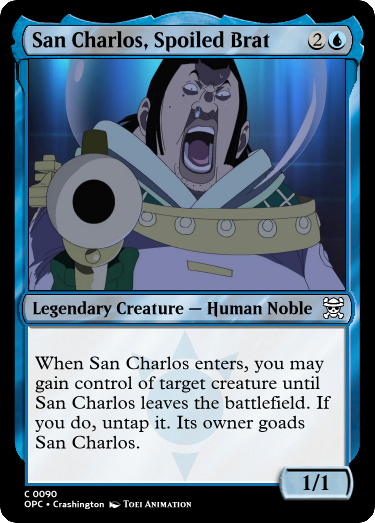 San Charlos, Spoiled Brat 2
Legendary Creature — Human Noble
When San Charlos enters, you may
gain control of target creature until
San Charlos leaves the battlefield. If
you do, untap it. Its owner goads
San Charlos.
1/1
C 0090
OPC • Crashington TOEI ANIMATION